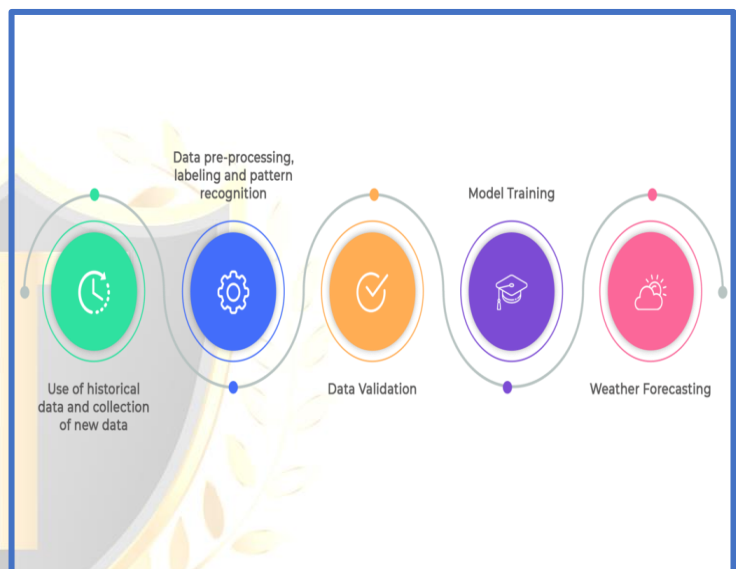 Use of historical
data and collection
of new data
Data pre-processing,
labeling and pattern
recognition
Data Validation
Model Training
Weather Forecasting